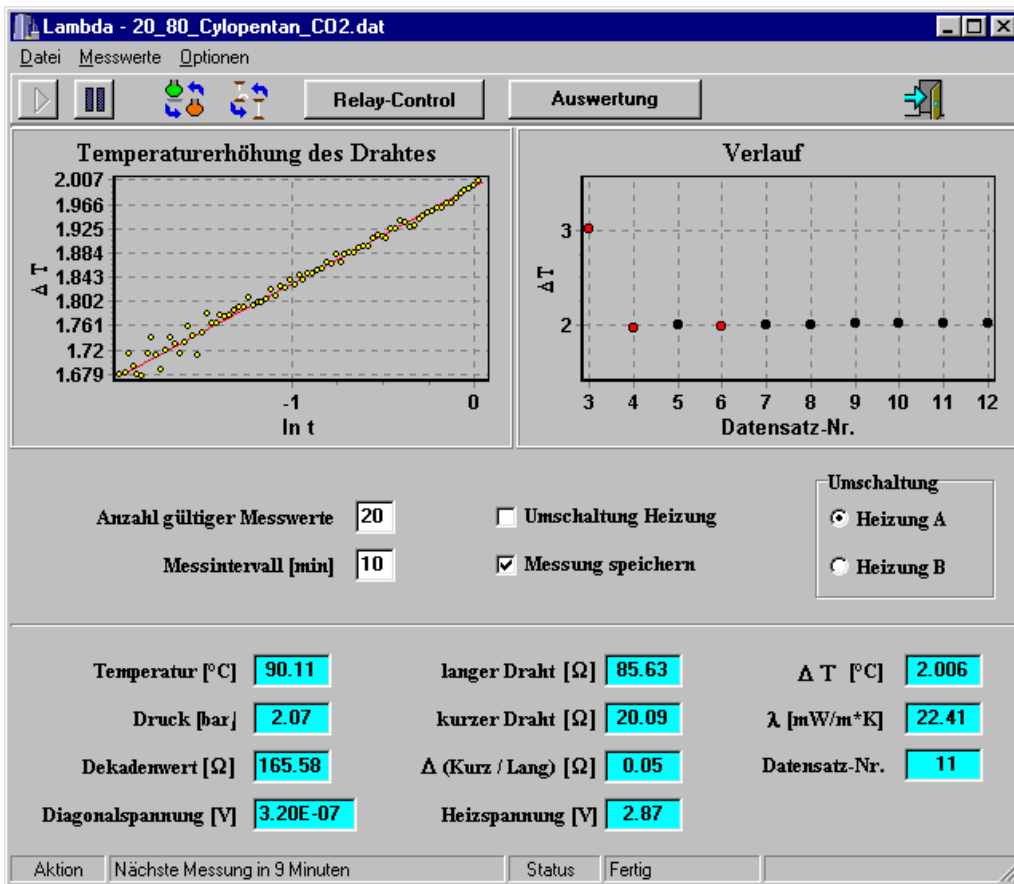 Lambda - 20_80_Cylopentan_CO2.dat
Datei Messwerte Optionen
Relay-Control Auswertung
Temperaturerhöhung des Drahtes
2.007
1.966
1.925
1.884
1.843
1.802
1.761
1.72
1.679
Δ T
-1 0
ln t
Verlauf
3
2
Δ T
3 4 5 6 7 8 9 10 11 12
Datensatz-Nr.
Anzahl gültiger Messwerte 20
Messintervall [min] 10
Umschaltung Heizung
Messung speichern
Umschaltung
Heizung A
Heizung B
Temperatur [°C] 90.11
Druck [bar] 2.07
Dekadenwert [Ω] 165.58
Diagonalspannung [V] 3.20E-07
langer Draht [Ω] 85.63
kurzer Draht [Ω] 20.09
Δ (Kurz / Lang) [Ω] 0.05
Heizspannung [V] 2.87
Δ T [°C] 2.006
λ [mW/m*K] 22.41
Datensatz-Nr. 11
Aktion Nächste Messung in 9 Minuten Status Fertig